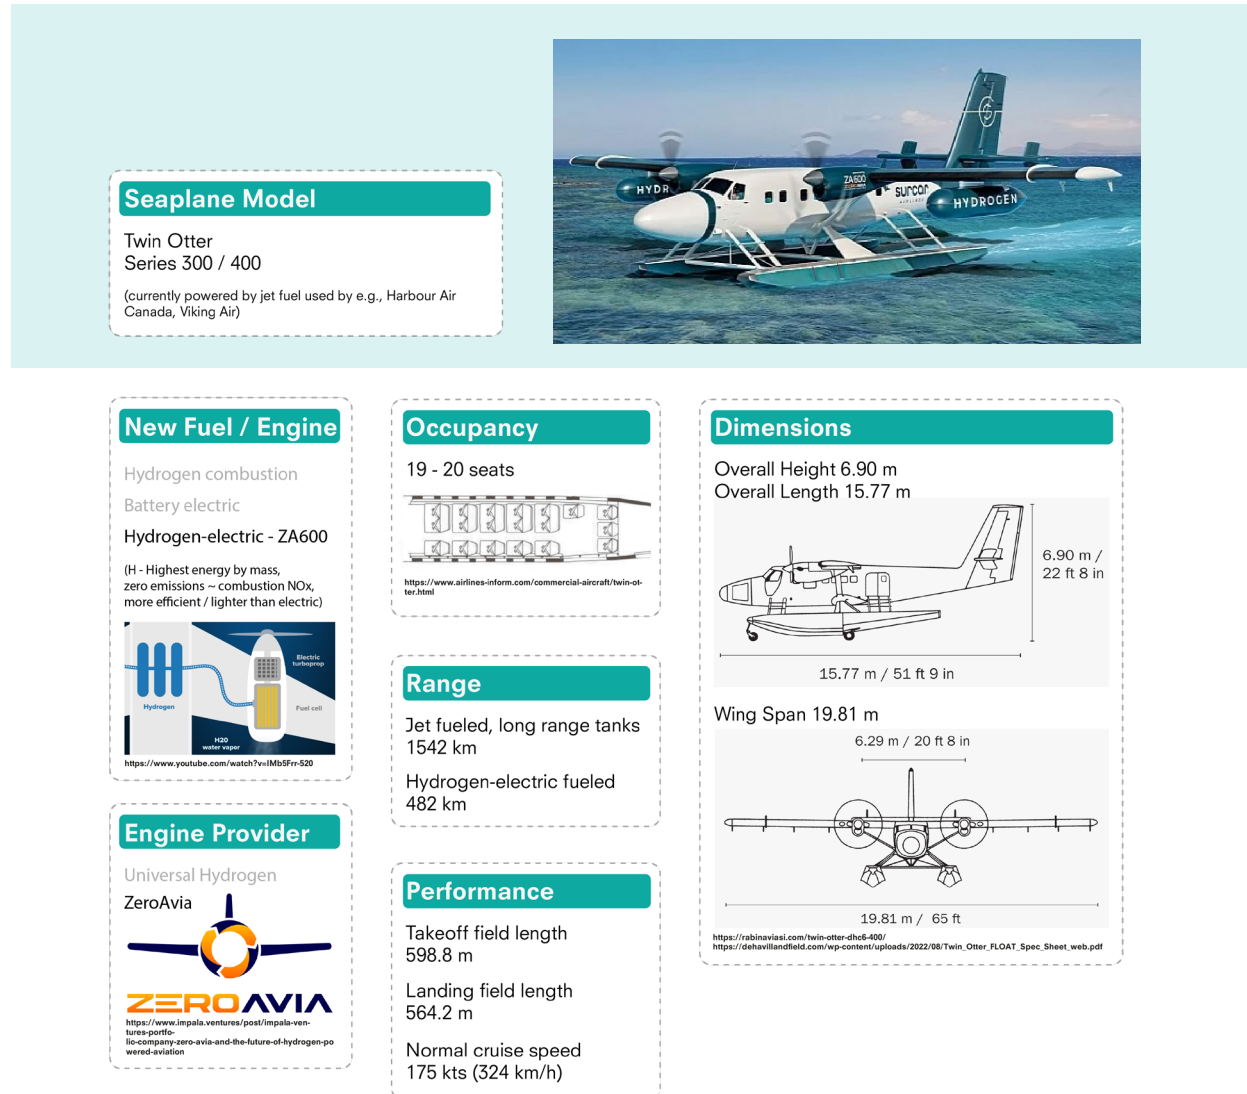 HYDR
ZA600
surcar
AIRLINES
HYDROGEN
Seaplane Model
Twin Otter
Series 300 / 400
(currently powered by jet fuel used by e.g., Harbour Air
Canada, Viking Air)
New Fuel / Engine
Hydrogen combustion
Battery electric
Hydrogen-electric - ZA600
(H - Highest energy by mass,
zero emissions ~ combustion NOx,
more efficient / lighter than electric)
Electric
turboprop
Hydrogen
Fuel cell
H20
water vapor
https://www.youtube.com/watch?v=IMb5Frr-520
Engine Provider
Universal Hydrogen
ZeroAvia
ZEROAVIA
https://www.impala.ventures/post/impala-ven-
tures-portfo-
lio-company-zero-avia-and-the-future-of-hydrogen-po
wered-aviation
Occupancy
19 - 20 seats
https://www.airlines-inform.com/commercial-aircraft/twin-ot-
ter.html
Range
Jet fueled, long range tanks
1542 km
Hydrogen-electric fueled
482 km
Performance
Takeoff field length
598.8 m
Landing field length
564.2 m
Normal cruise speed
175 kts (324 km/h)
Dimensions
Overall Height 6.90 m
Overall Length 15.77 m
6.90 m /
22 ft 8 in
15.77 m / 51 ft 9 in
Wing Span 19.81 m
6.29 m / 20 ft 8 in
19.81 m / 65 ft
https://rabinaviasi.com/twin-otter-dhc6-400/
https://dehavillandfield.com/wp-content/uploads/2022/08/Twin_Otter_FLOAT_Spec_Sheet_web.pdf